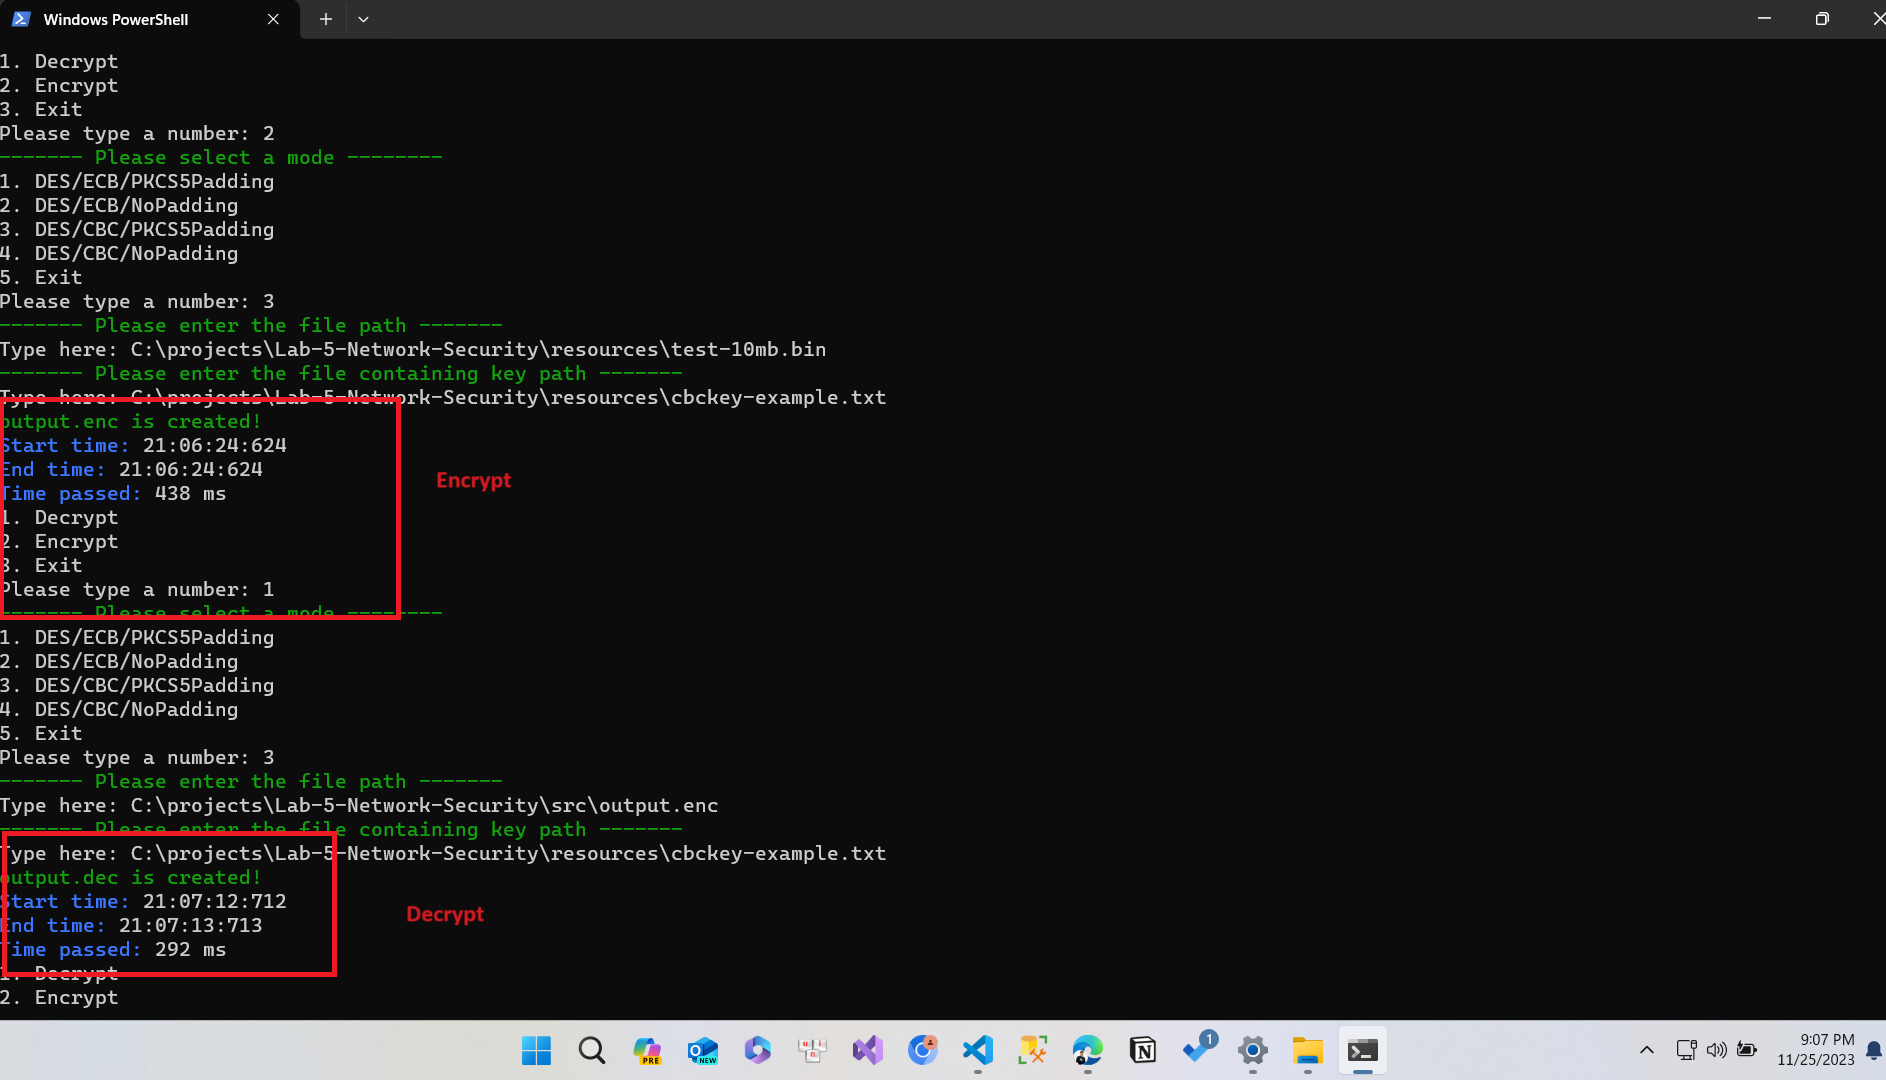 Windows PowerShell
1. Decrypt
2. Encrypt
3. Exit
Please type a number: 2
------- Please select a mode --------
1. DES/ECB/PKCS5Padding
2. DES/ECB/NoPadding
3. DES/CBC/PKCS5Padding
4. DES/CBC/NoPadding
5. Exit
Please type a number: 3
------- Please enter the file path -------
Type here: C:\projects\Lab-5-Network-Security\resources\test-10mb.bin
------- Please enter the file containing key path -------
Type here: C:\projects\Lab-5-Network-Security\resources\cbckey-example.txt
output.enc is created!
Start time: 21:06:24:624
End time: 21:06:24:624
Encrypt
Time passed: 438 ms
1. Decrypt
2. Encrypt
3. Exit
Please type a number: 1
------- Please select a mode --------
1. DES/ECB/PKCS5Padding
2. DES/ECB/NoPadding
3. DES/CBC/PKCS5Padding
4. DES/CBC/NoPadding
5. Exit
Please type a number: 3
------- Please enter the file path -------
Type here: C:\projects\Lab-5-Network-Security\src\output.enc
------- Please enter the file containing key path -------
Type here: C:\projects\Lab-5-Network-Security\resources\cbckey-example.txt
output.dec is created!
Start time: 21:07:12:712
Decrypt
End time: 21:07:13:713
Time passed: 292 ms
1. Decrypt
2. Encrypt
PRE
NEW
1
9:07 PM
11/25/2023